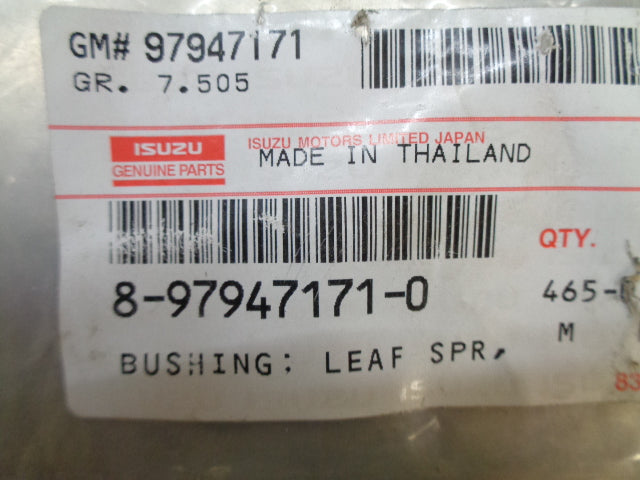 GM# 97947171
GR. 7.505
ISUZU
GENUINE PARTS
ISUZU MOTORS LIMITED JAPAN
MADE IN THAILAND
8-97947171-0
QTY.
465-
M
BUSHING: LEAF SPR,
83